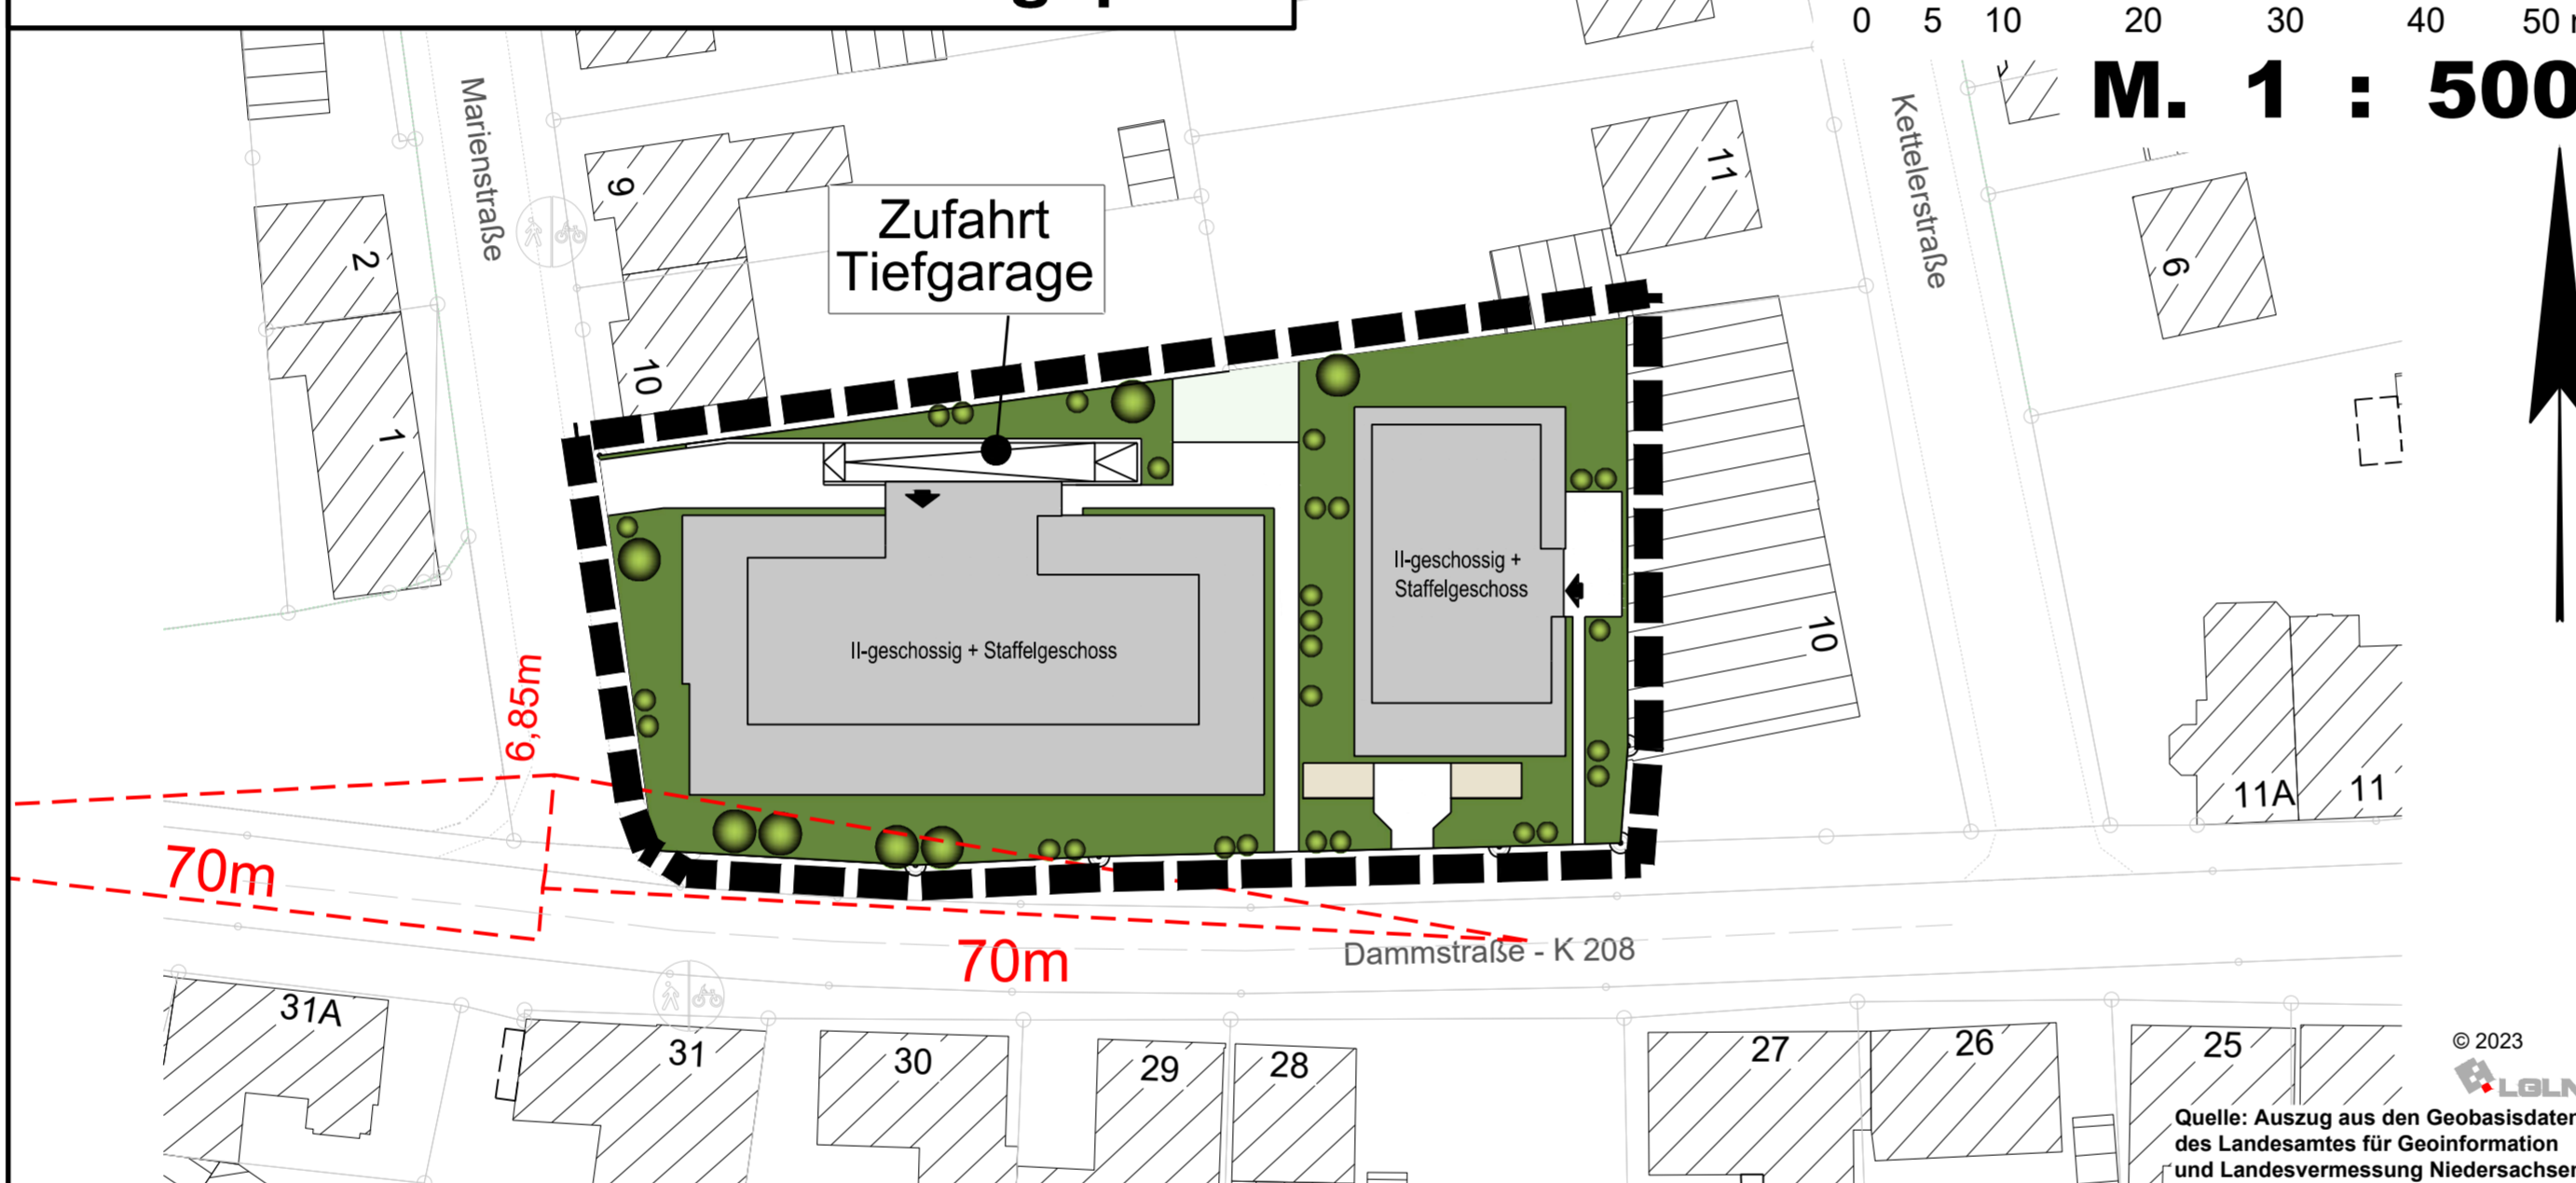 0 5 10 20 30 40 50
M. 1 : 500
Marienstraße
Kettelerstraße
9
11
2
6
Zufahrt
Tiefgarage
10
1
II-geschossig +
Staffelgeschoss
II-geschossig + Staffelgeschoss
10
6,85m
11A
11
70m
70m
Dammstraße - K 208
31A
31
30
29
28
27
26
25
© 2023
LGLN
Quelle: Auszug aus den Geobasisdaten
des Landesamtes für Geoinformation
und Landesvermessung Niedersachsen